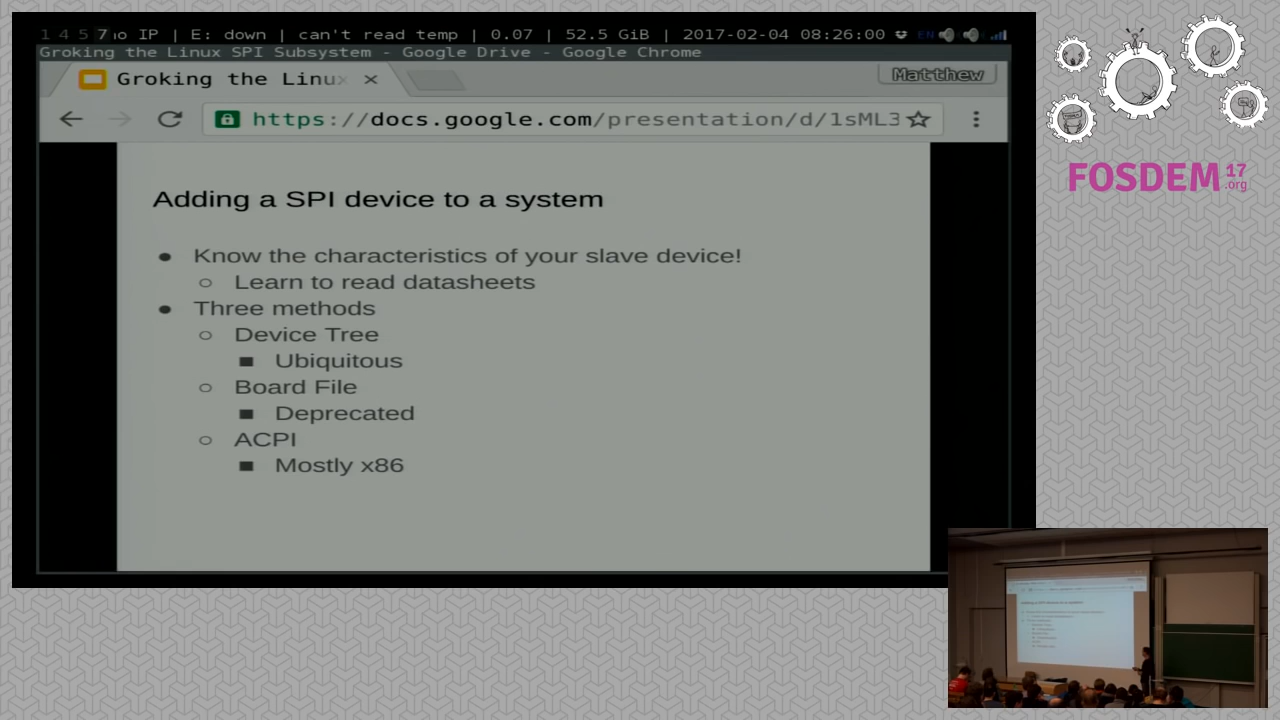 1 4 5 7 no IP | E: down | can't read temp | 0.07 | 52.5 GiB | 2017-02-04 08:26:00 EN
Groking the Linux SPI Subsystem - Google Drive - Google Chrome
Groking the Linux
Matthew
https://docs.google.com/presentation/d/1sML3
Adding a SPI device to a system
● Know the characteristics of your slave device!
○ Learn to read datasheets
● Three methods
○ Device Tree
■ Ubiquitous
○ Board File
■ Deprecated
○ ACPI
■ Mostly x86
FOSDEM 17 .org